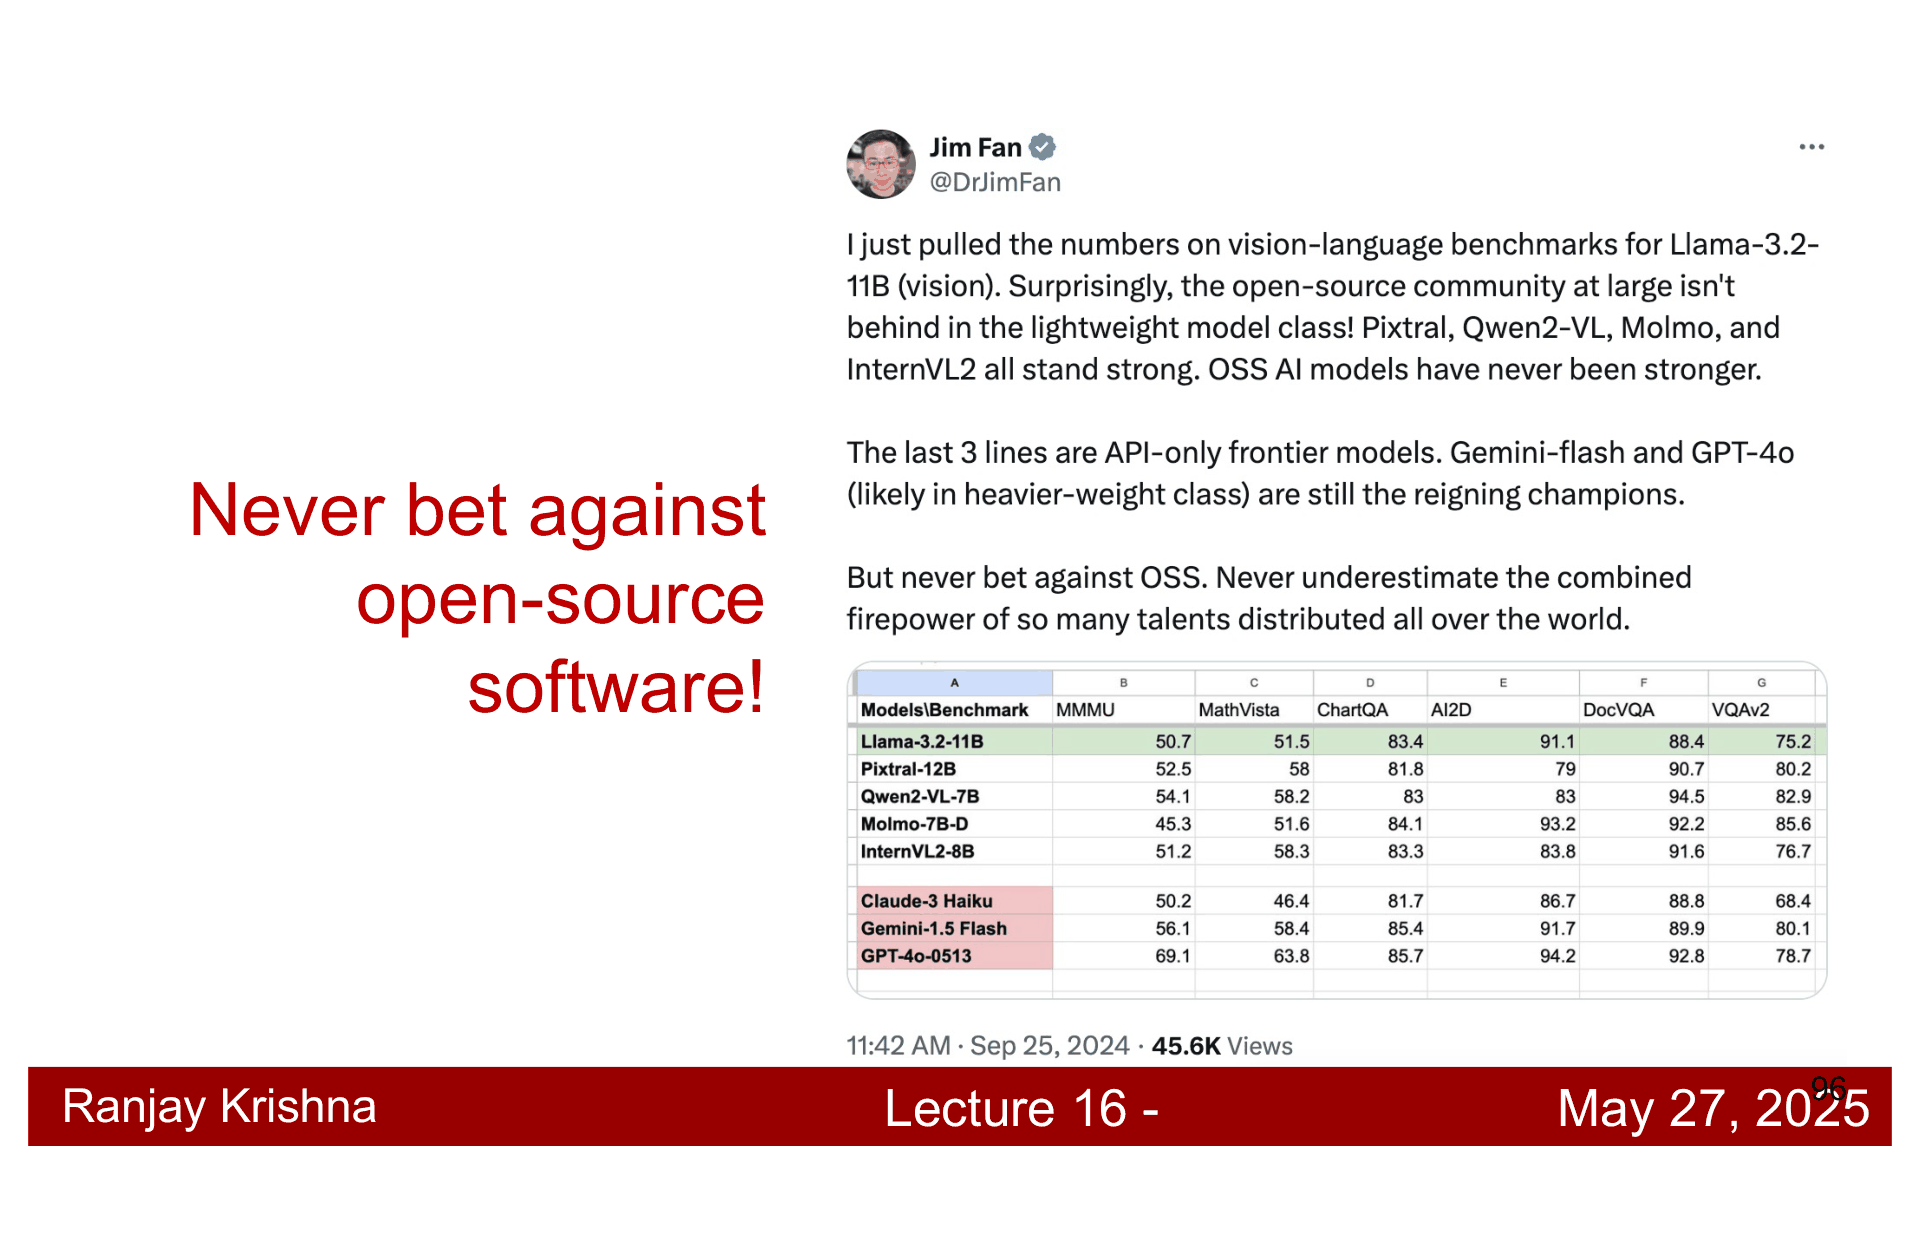 Never bet against
open-source
software!
Jim Fan
@DrJimFan
I just pulled the numbers on vision-language benchmarks for Llama-3.2-
11B (vision). Surprisingly, the open-source community at large isn't
behind in the lightweight model class! Pixtral, Qwen2-VL, Molmo, and
InternVL2 all stand strong. OSS AI models have never been stronger.
The last 3 lines are API-only frontier models. Gemini-flash and GPT-4o
(likely in heavier-weight class) are still the reigning champions.
But never bet against OSS. Never underestimate the combined
firepower of so many talents distributed all over the world.
A B C D E F G
Models\Benchmark MMMU MathVista ChartQA AI2D DocVQA VQAv2
Llama-3.2-11B 50.7 51.5 83.4 91.1 88.4 75.2
Pixtral-12B 52.5 58 81.8 79 90.7 80.2
Qwen2-VL-7B 54.1 58.2 83 83 94.5 82.9
Molmo-7B-D 45.3 51.6 84.1 93.2 92.2 85.6
InternVL2-8B 51.2 58.3 83.3 83.8 91.6 76.7
Claude-3 Haiku 50.2 46.4 81.7 86.7 88.8 68.4
Gemini-1.5 Flash 56.1 58.4 85.4 91.7 89.9 80.1
GPT-4o-0513 69.1 63.8 85.7 94.2 92.8 78.7
11:42 AM · Sep 25, 2024 · 45.6K Views
Ranjay Krishna Lecture 16 - May 27, 2025
96